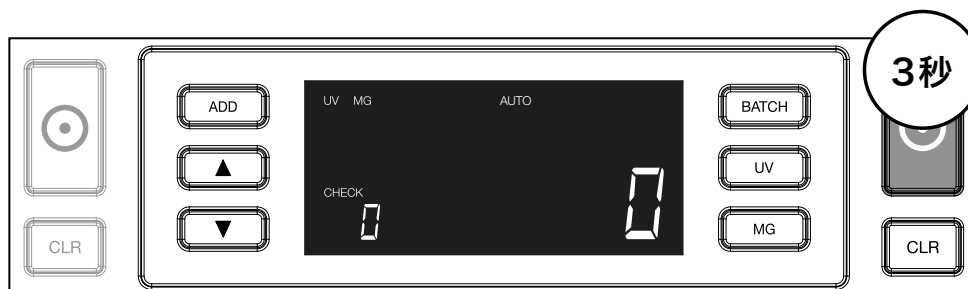 3秒
ADD
UV MG AUTO
BATCH
▲
UV
CHECK
0 0
▼
MG
CLR
CLR